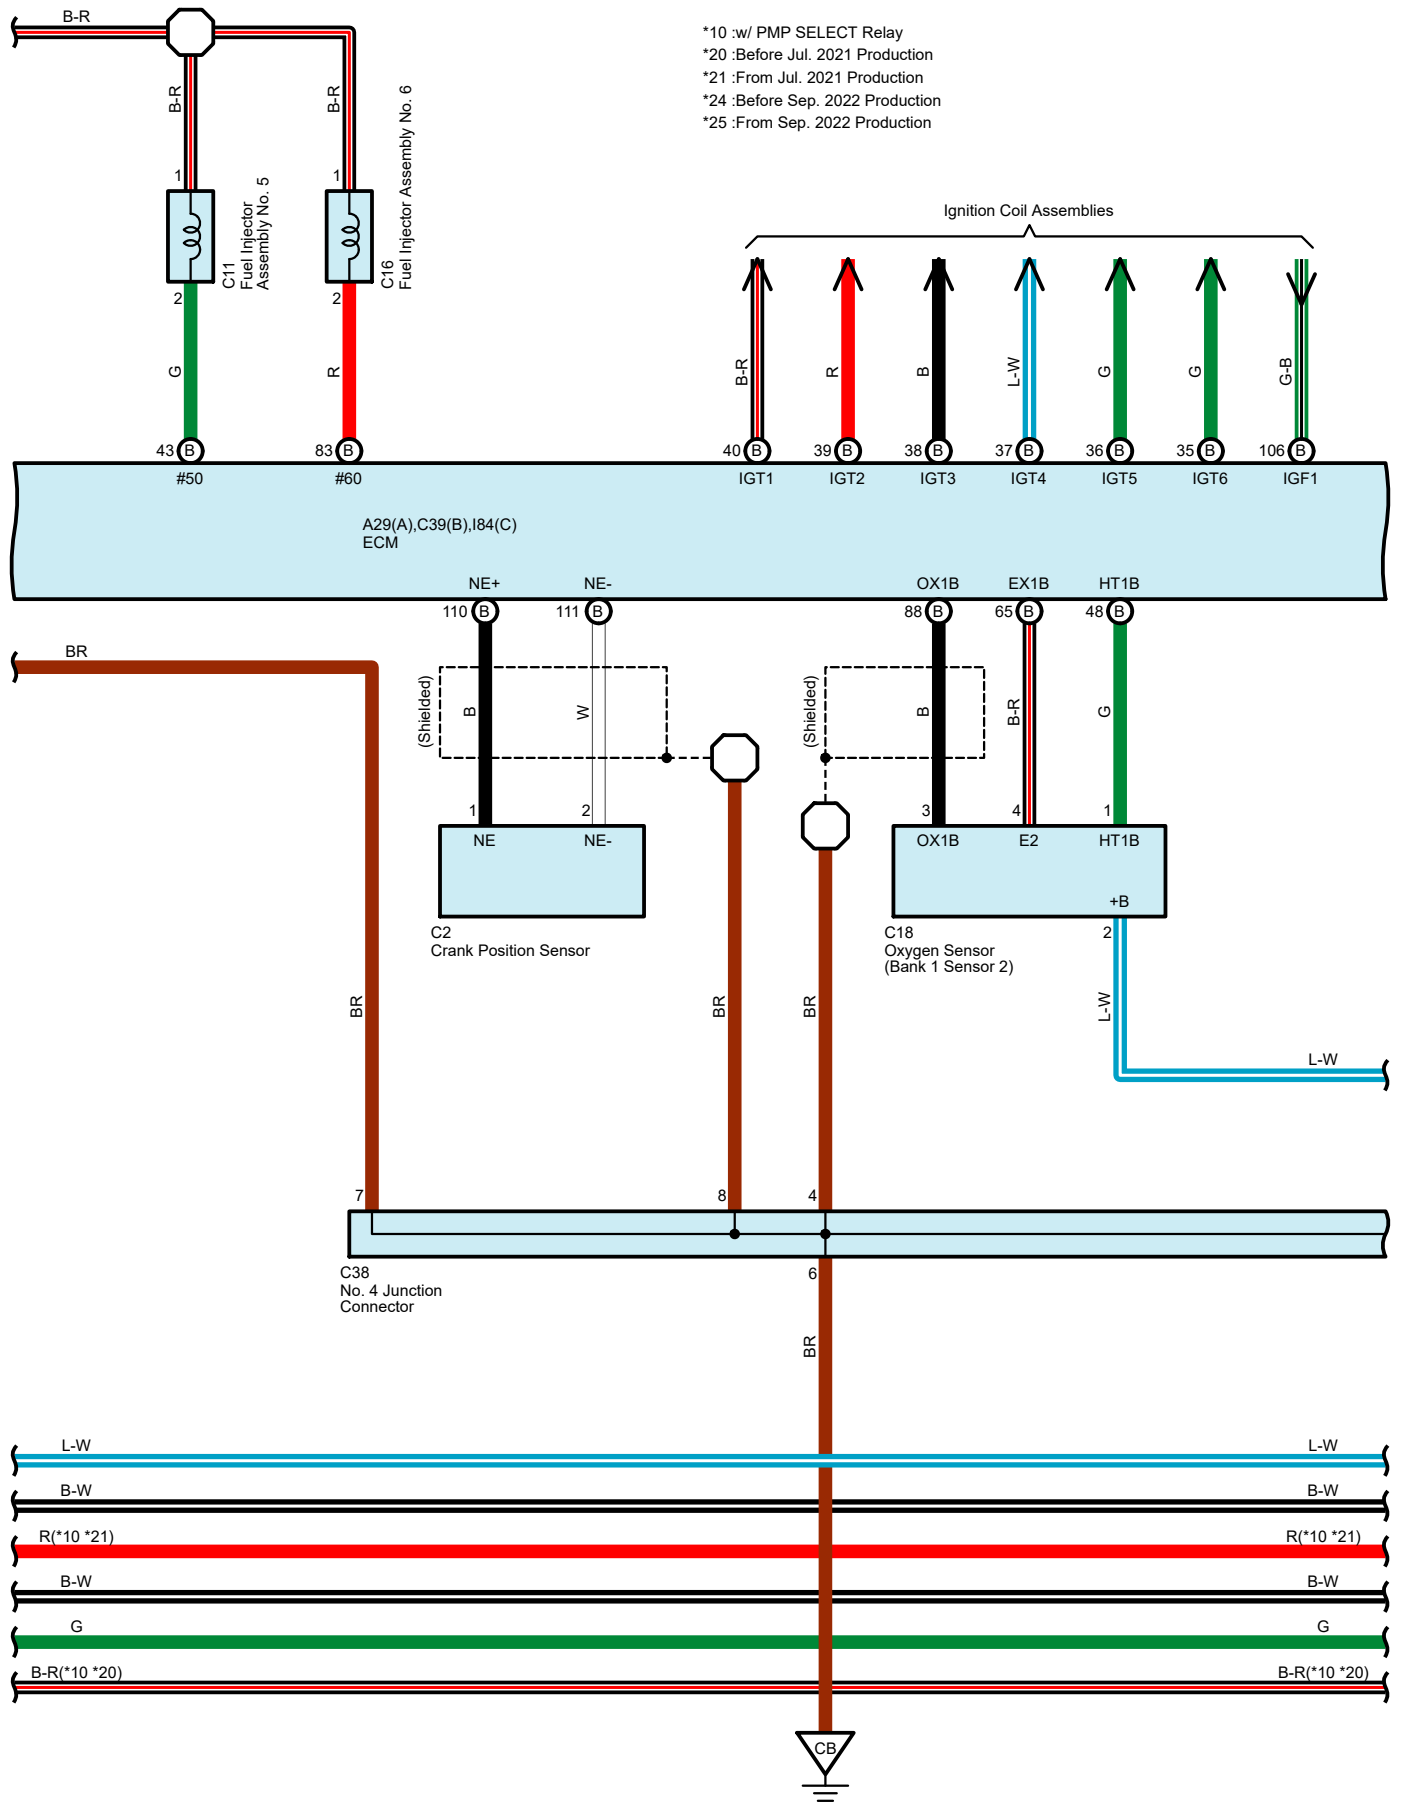 B-R
*10 :w/ PMP SELECT Relay
*20 :Before Jul. 2021 Production
*21 :From Jul. 2021 Production
*24 :Before Sep. 2022 Production
*25 :From Sep. 2022 Production
B-R
B-R
1
1
C11
Fuel Injector
Assembly No. 5
C16
Fuel Injector Assembly No. 6
2
2
G
R
Ignition Coil Assemblies
B-R
R
B
L-W
G
G
G-B
43 B
83 B
40 B
39 B
38 B
37 B
36 B
35 B
106 B
#50
#60
IGT1
IGT2
IGT3
IGT4
IGT5
IGT6
IGF1
A29(A),C39(B),I84(C)
ECM
NE+
NE-
OX1B
EX1B
HT1B
110 B
111 B
88 B
65 B
48 B
BR
(Shielded)
B
W
(Shielded)
B
B-R
G
1
2
3
4
1
NE
NE-
OX1B
E2
HT1B
+B
C2
Crank Position Sensor
C18
Oxygen Sensor
(Bank 1 Sensor 2)
2
BR
BR
BR
L-W
L-W
7
8
4
C38
No. 4 Junction
Connector
6
BR
L-W
L-W
B-W
B-W
R(*10 *21)
R(*10 *21)
B-W
B-W
G
G
B-R(*10 *20)
B-R(*10 *20)
CB